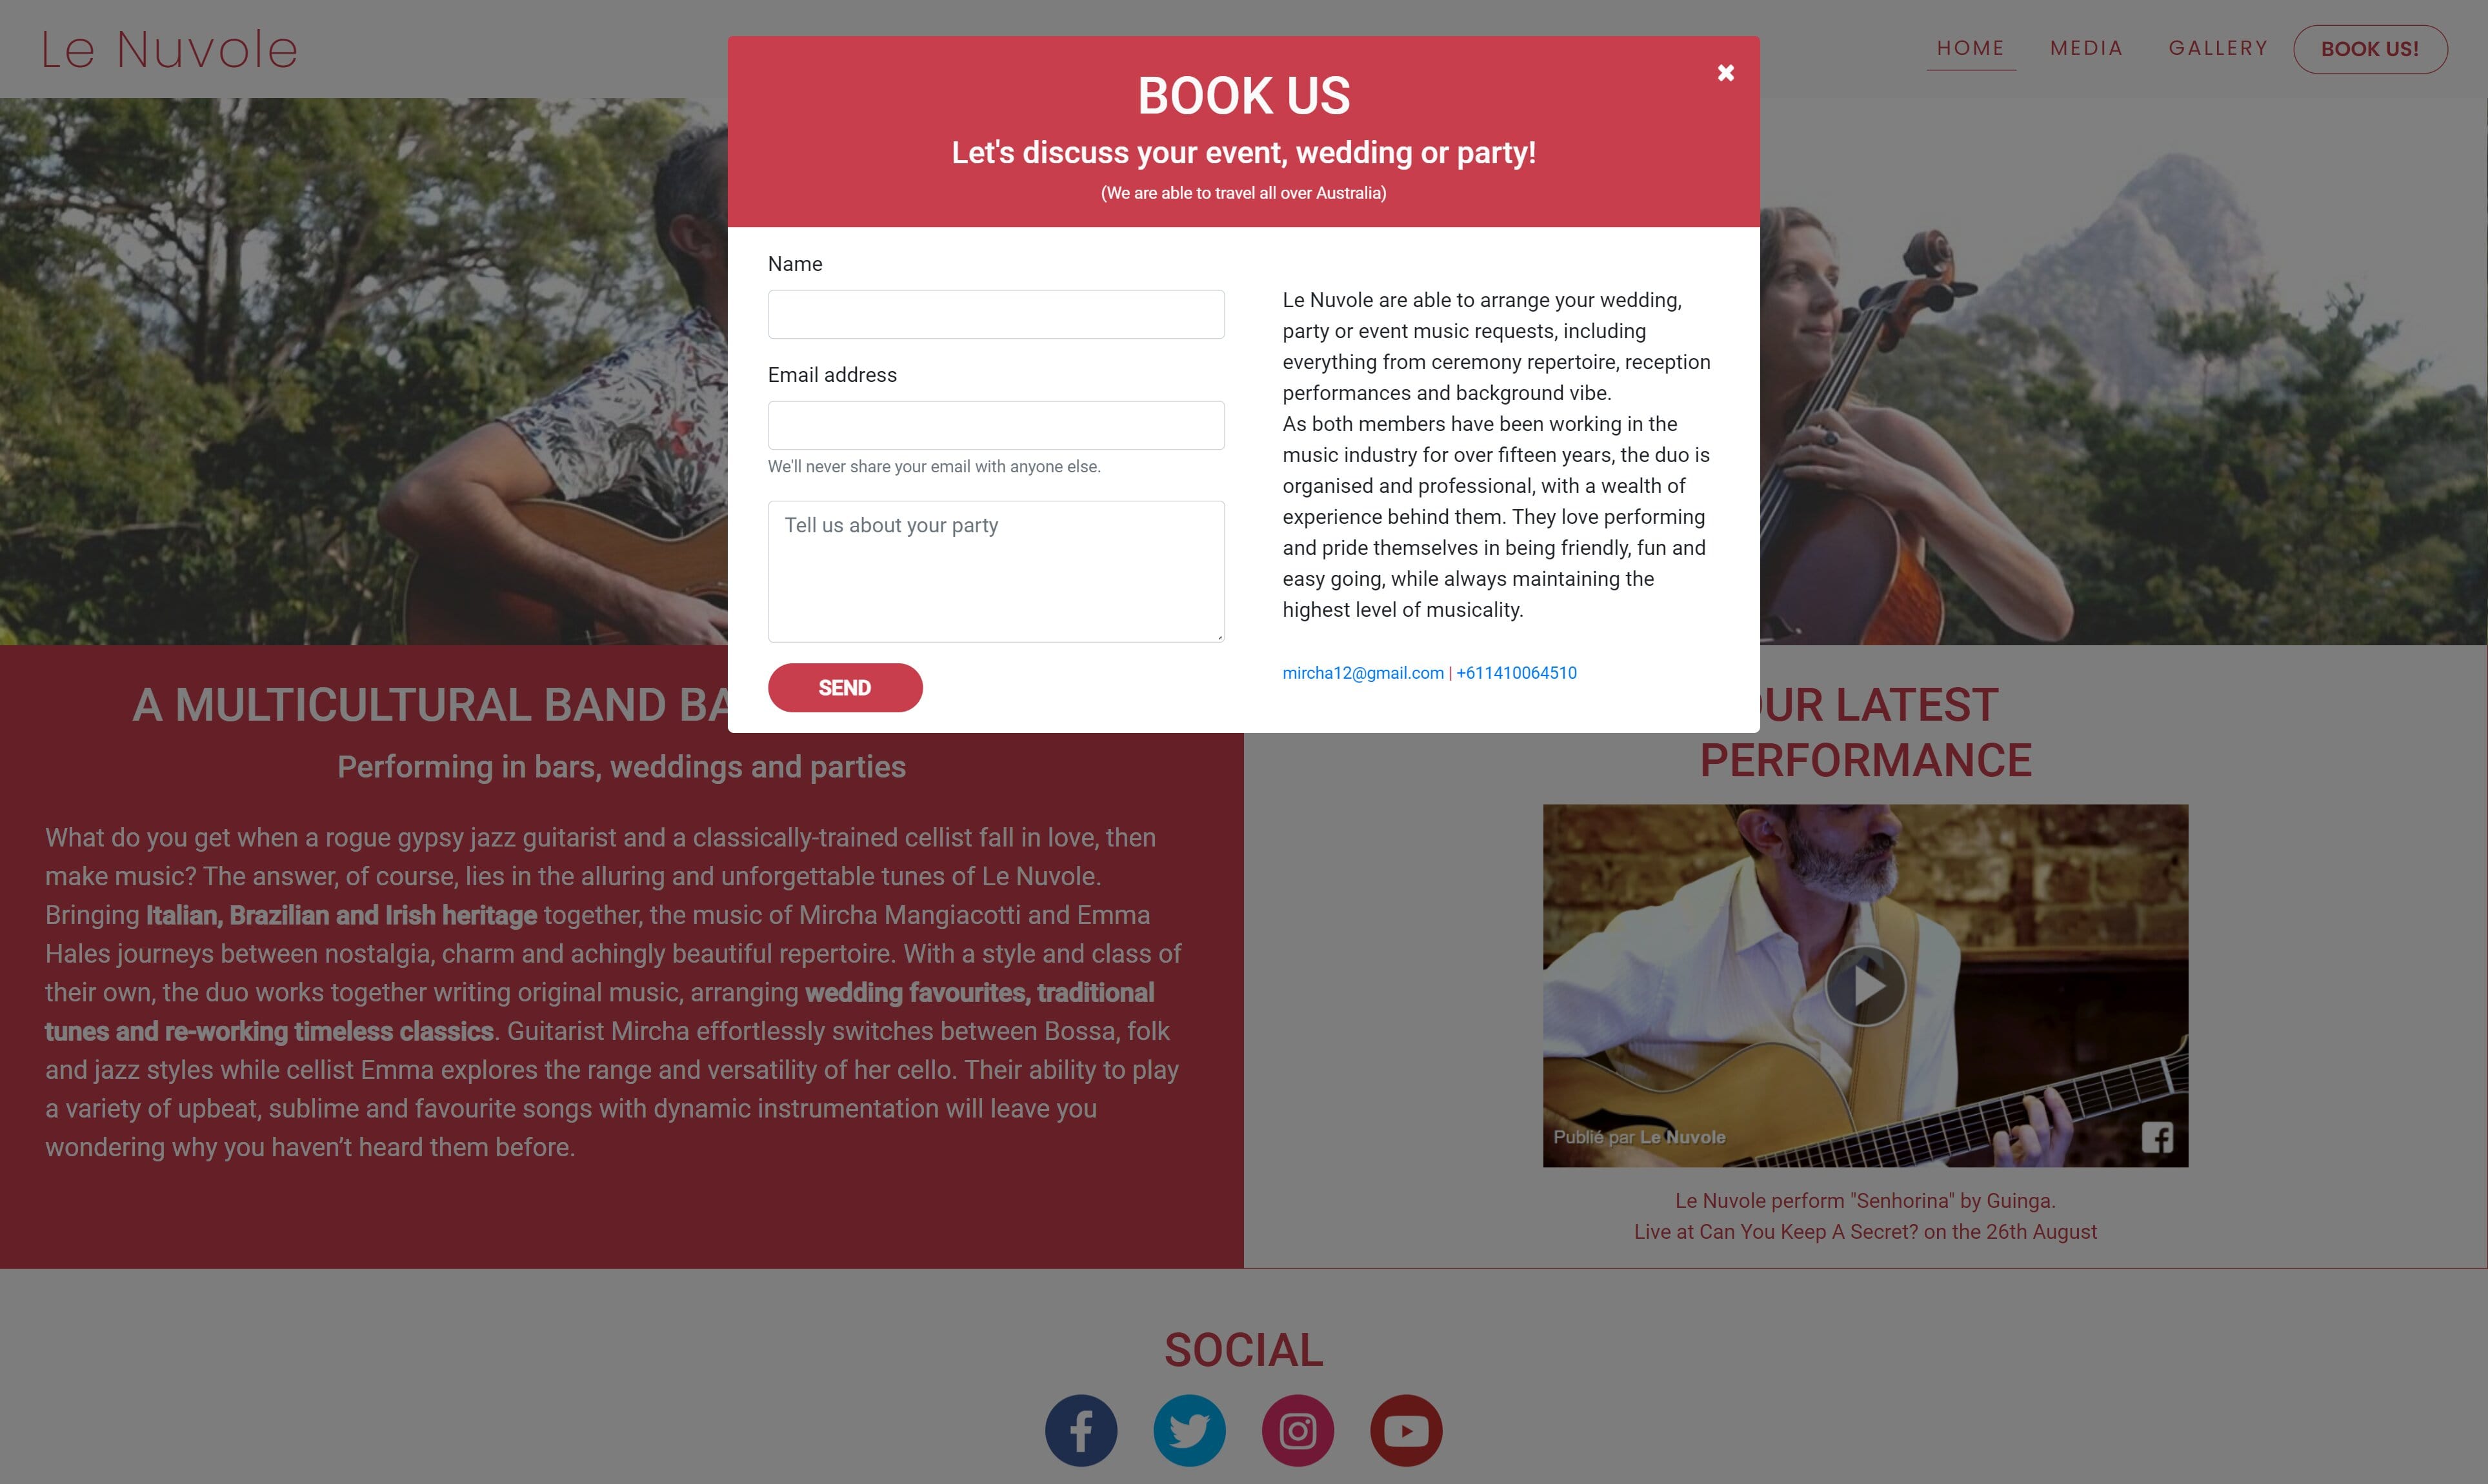 Le Nuvole
HOME
MEDIA
GALLERY
BOOK US!
BOOK US
Let's discuss your event, wedding or party!
(We are able to travel all over Australia)
Name
Email address
We'll never share your email with anyone else.
Tell us about your party
SEND
Le Nuvole are able to arrange your wedding,
party or event music requests, including
everything from ceremony repertoire, reception
performances and background vibe.
As both members have been working in the
music industry for over fifteen years, the duo is
organised and professional, with a wealth of
experience behind them. They love performing
and pride themselves in being friendly, fun and
easy going, while always maintaining the
highest level of musicality.
mircha12@gmail.com | +611410064510
A MULTICULTURAL BAND BA
Performing in bars, weddings and parties
What do you get when a rogue gypsy jazz guitarist and a classically-trained cellist fall in love, then
make music? The answer, of course, lies in the alluring and unforgettable tunes of Le Nuvole.
Bringing Italian, Brazilian and Irish heritage together, the music of Mircha Mangiacotti and Emma
Hales journeys between nostalgia, charm and achingly beautiful repertoire. With a style and class of
their own, the duo works together writing original music, arranging wedding favourites, traditional
tunes and re-working timeless classics. Guitarist Mircha effortlessly switches between Bossa, folk
and jazz styles while cellist Emma explores the range and versatility of her cello. Their ability to play
a variety of upbeat, sublime and favourite songs with dynamic instrumentation will leave you
wondering why you haven’t heard them before.
UR LATEST
PERFORMANCE
Publié par Le Nuvole
Le Nuvole perform "Senhorina" by Guinga.
Live at Can You Keep A Secret? on the 26th August
SOCIAL